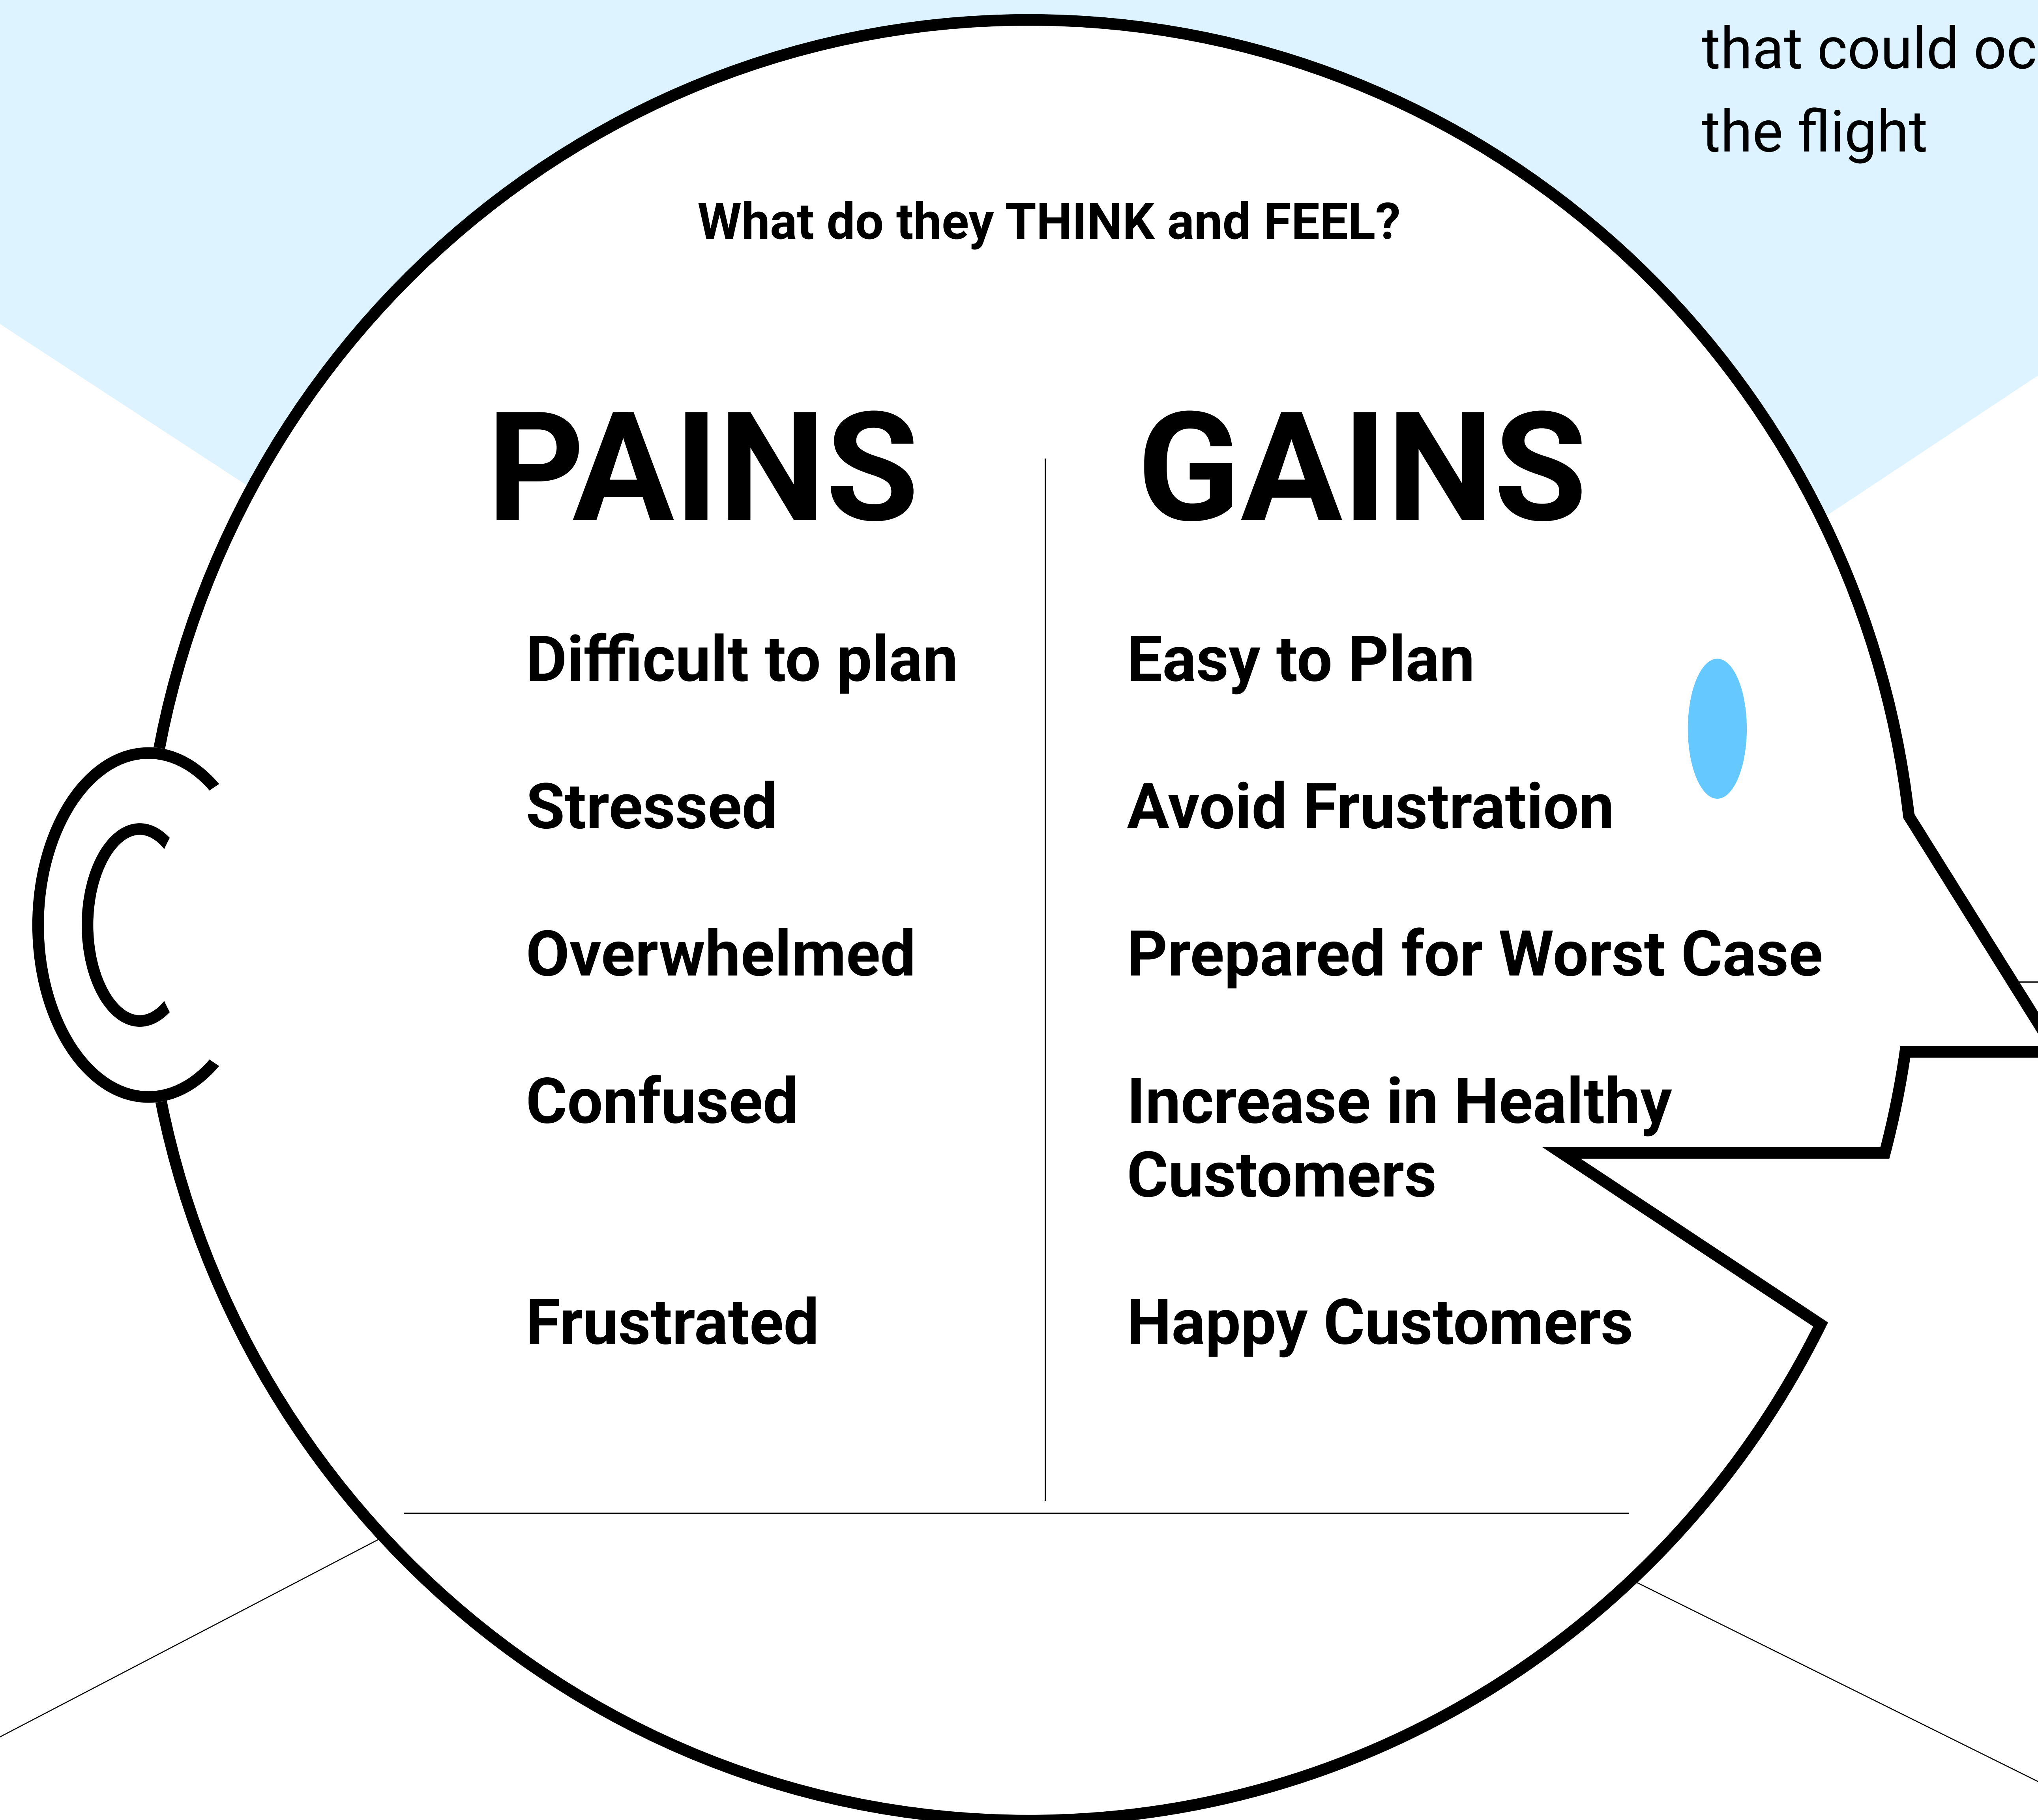 that could oc
the flight
What do they THINK and FEEL?
PAINS
Difficult to plan
Stressed
Overwhelmed
Confused
Frustrated
GAINS
Easy to Plan
Avoid Frustration
Prepared for Worst Case
Increase in Healthy
Customers
Happy Customers